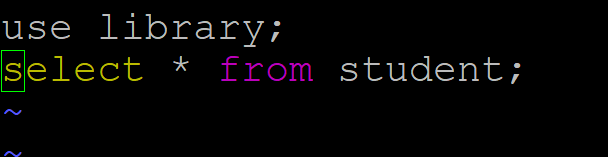 use library;
select * from student;
~
~